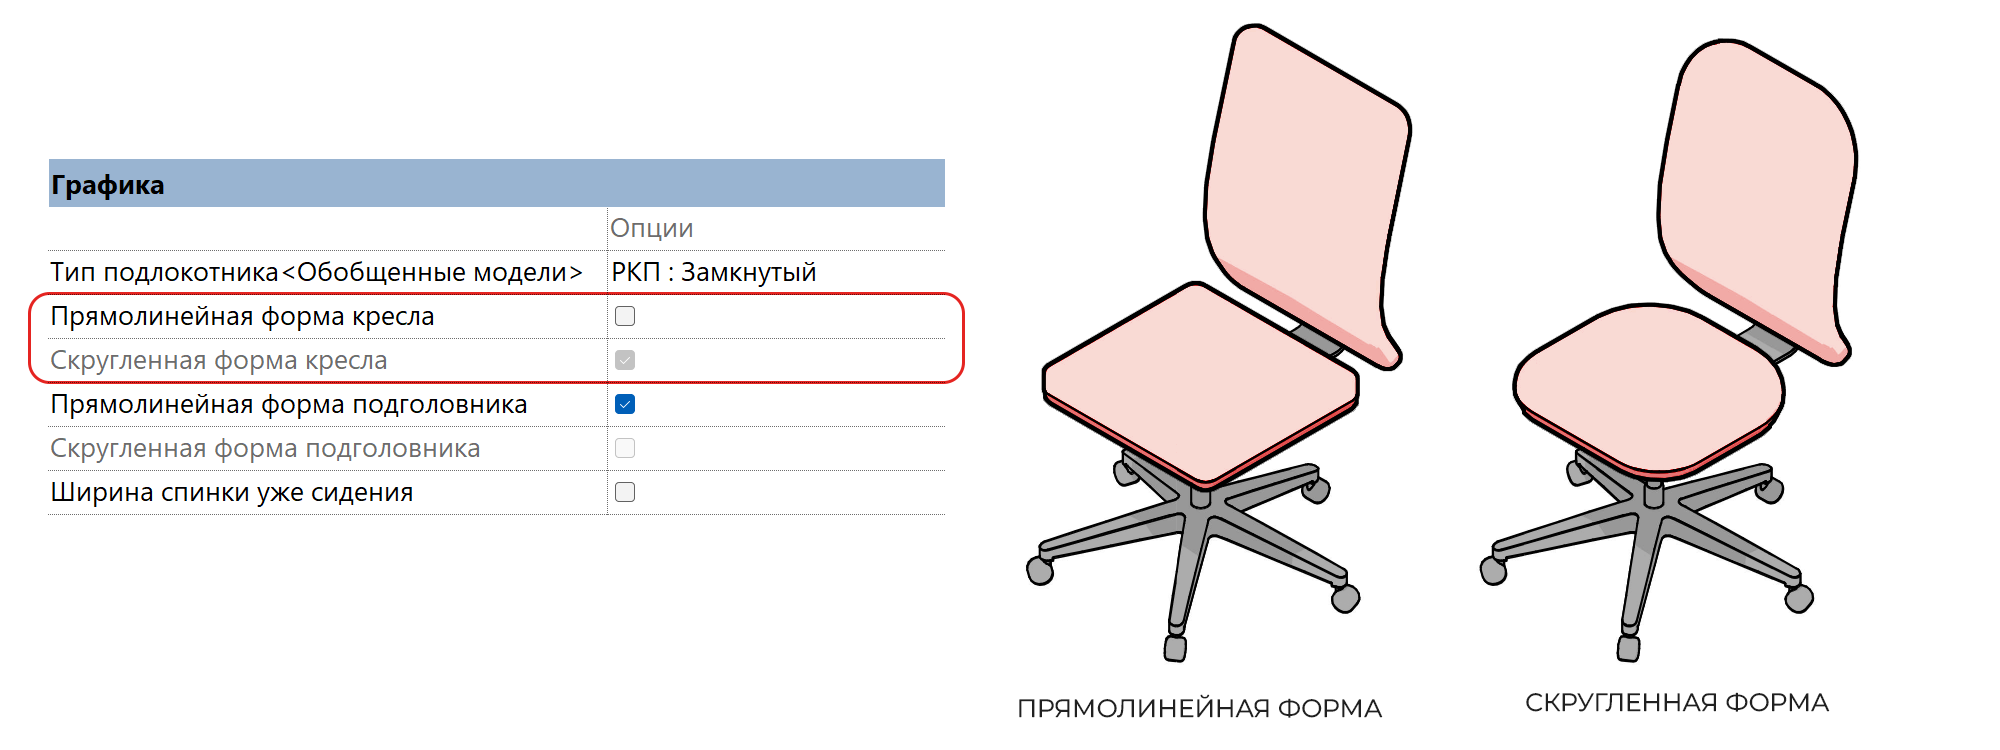 Графика
Опции
Тип подлокотника<Обобщенные модели> РКП : Замкнутый
Прямолинейная форма кресла
Скругленная форма кресла
Прямолинейная форма подголовника
Скругленная форма подголовника
Ширина спинки уже сидения
ПРЯМОЛИНЕЙНАЯ ФОРМА
СКРУГЛЕННАЯ ФОРМА